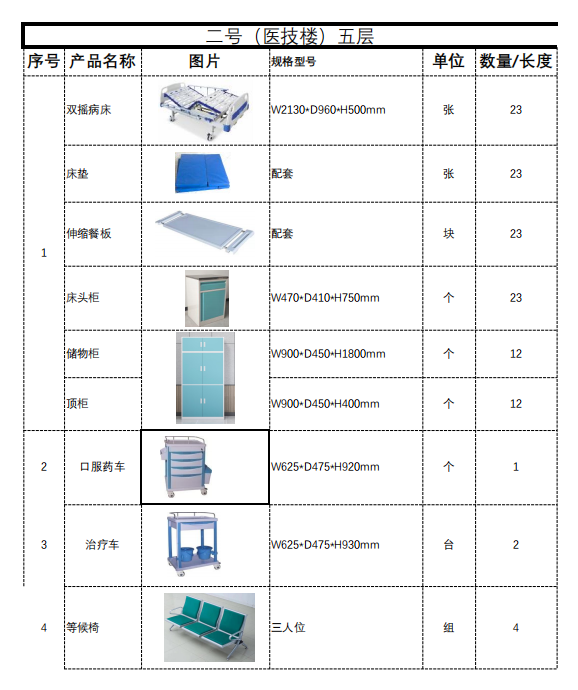 二号（医技楼）五层
序号 产品名称 图片 规格型号 单位 数量/长度
1
双摇病床 W2130*D960*H500mm 张 23
床垫 配套 张 23
伸缩餐板 配套 块 23
床头柜 W470*D410*H750mm 个 23
储物柜 W900*D450*H1800mm 个 12
顶柜 W900*D450*H400mm 个 12
2 口服药车 W625*D475*H920mm 个 1
3 治疗车 W625*D475*H930mm 台 2
4 等候椅 三人位 组 4